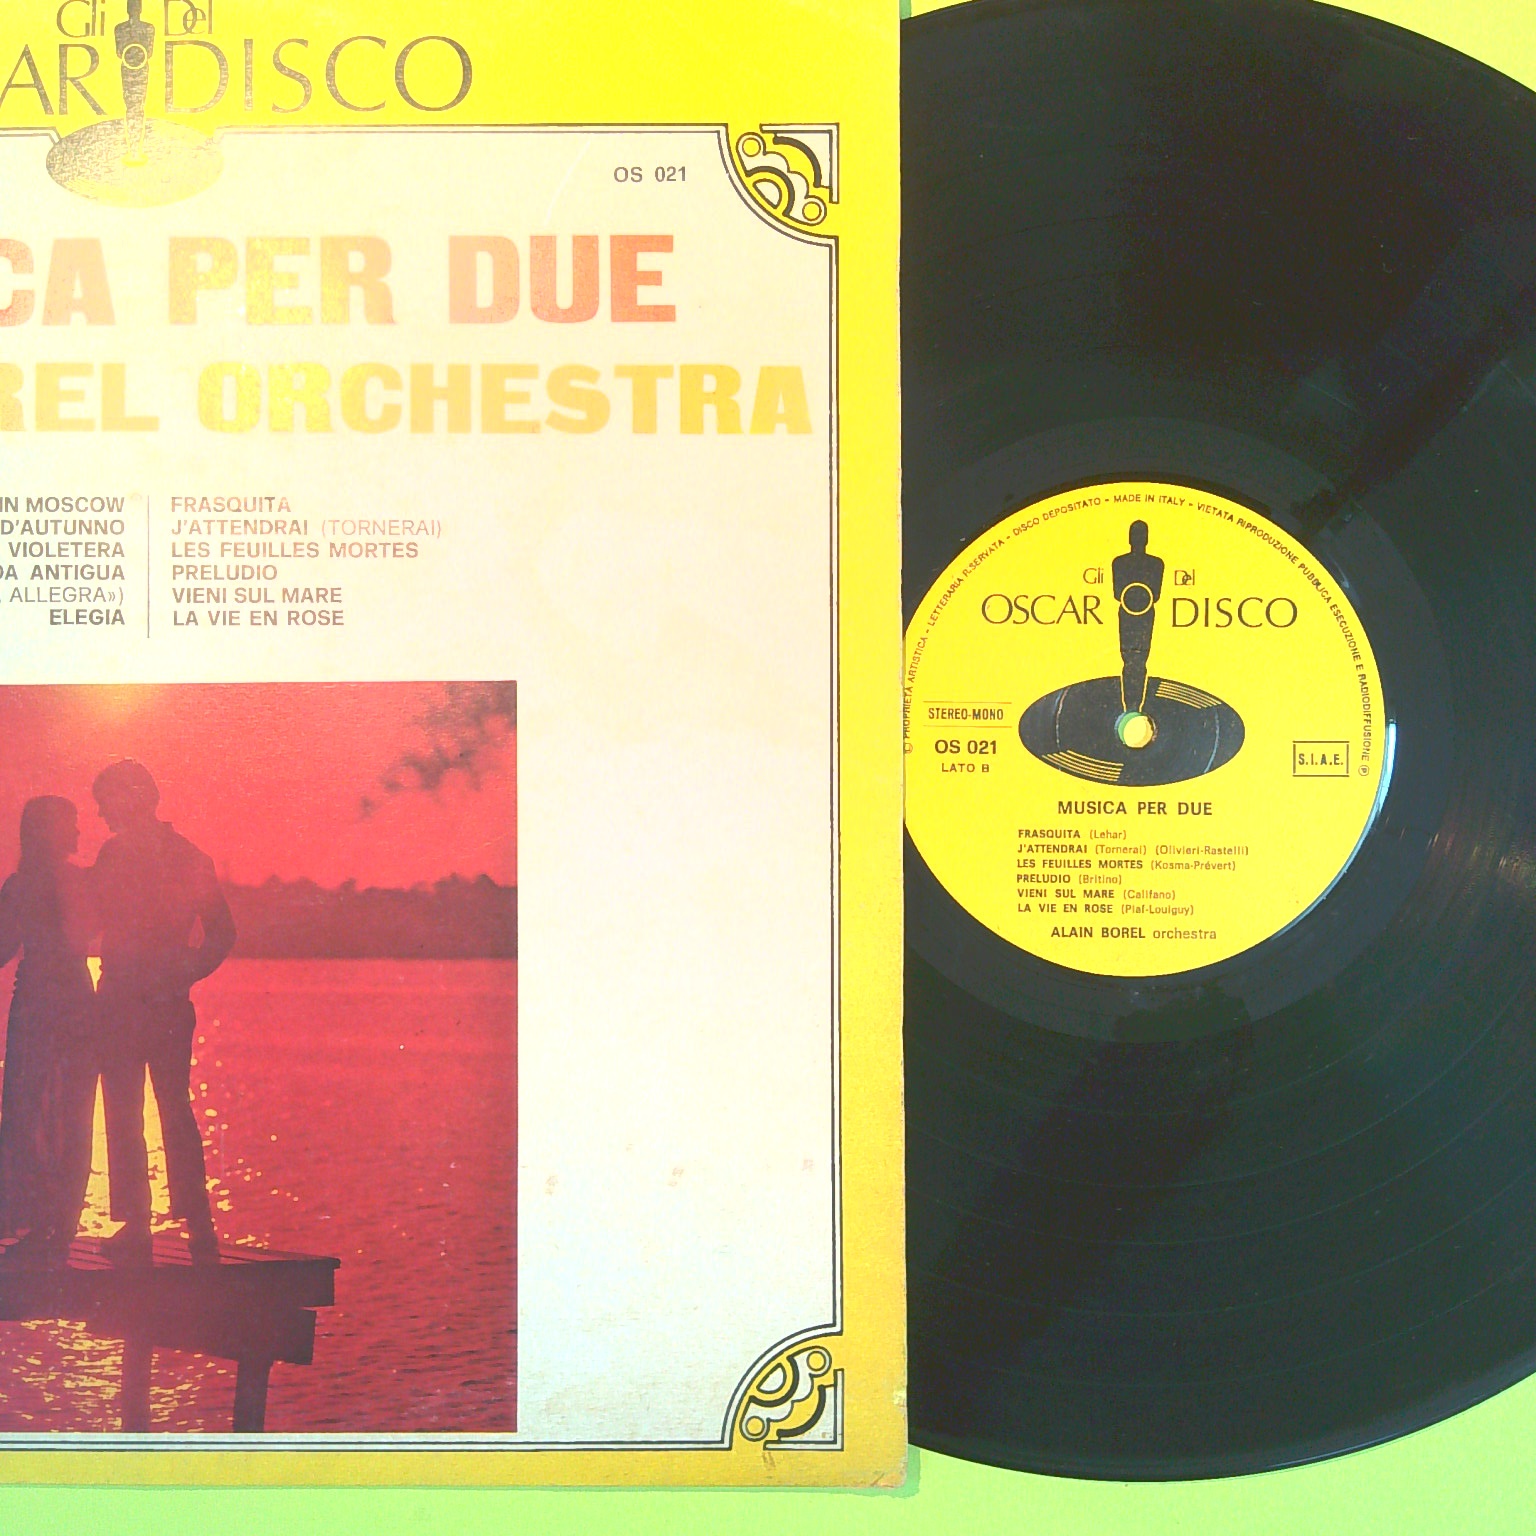 Gli Del
AR DISCO
OS 021
CA PER DUE
REL ORCHESTRA
IN MOSCOW
D'AUTUNNO
VIOLETERA
DA ANTIGUA
ALLEGRA»)
ELEGIA
FRASQUITA
J'ATTENDRAI (TORNERAI)
LES FEUILLES MORTES
PRELUDIO
VIENI SUL MARE
LA VIE EN ROSE
© PROPRIETÀ ARTISTICA - LETTERARIA R.SERVATA - DISCO DEPOSITATO - MADE IN ITALY - VIETATA RIPRODUZIONE PUBBLICA ESECUZIONE E RADIODIFFUSIONE ℗
Gli Del
OSCAR DISCO
STEREO-MONO
OS 021
LATO B
S.I.A.E.
MUSICA PER DUE
FRASQUITA (Lehar)
J'ATTENDRAI (Tornerai) (Olivieri-Rastelli)
LES FEUILLES MORTES (Kosma-Prévert)
PRELUDIO (Britino)
VIENI SUL MARE (Califano)
LA VIE EN ROSE (Piaf-Louiguy)
ALAIN BOREL orchestra